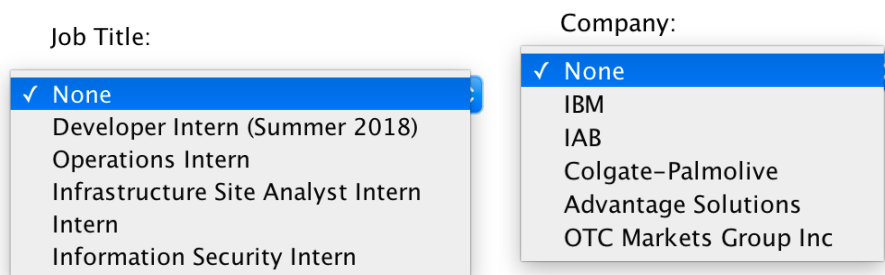 Job Title:
✓ None
Developer Intern (Summer 2018)
Operations Intern
Infrastructure Site Analyst Intern
Intern
Information Security Intern
Company:
✓ None
IBM
IAB
Colgate-Palmolive
Advantage Solutions
OTC Markets Group Inc